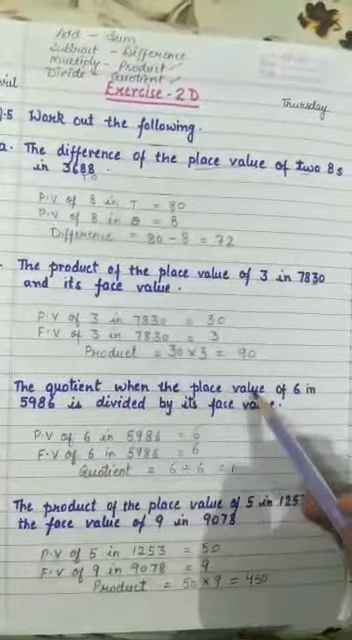 Add - Sum
Subtract - Difference
Multiply - Product
Divide - Quotient
Exercise - 2D
Thursday
.5 Work out the following.
a. The difference of the place value of two 8s
in 3688.
T O
P.V of 8 in T = 80
P.V of 8 in O = 8
Difference = 80 - 8 = 72
The product of the place value of 3 in 7830
and its face value.
P.V of 3 in 7830 = 30
F.V of 3 in 7830 = 3
Product = 30 × 3 = 90
The quotient when the place value of 6 in
5986 is divided by its face
P.V of 6 in 5986 = 6
F.V of 6 in 5986 = 6
Quotient = 6 ÷ 6 = 1
The product of the place value of 5 in 125
the face value of 9 in 9078
P.V of 5 in 1253 = 50
F.V of 9 in 9078 = 9
Product = 50 × 9 = 450